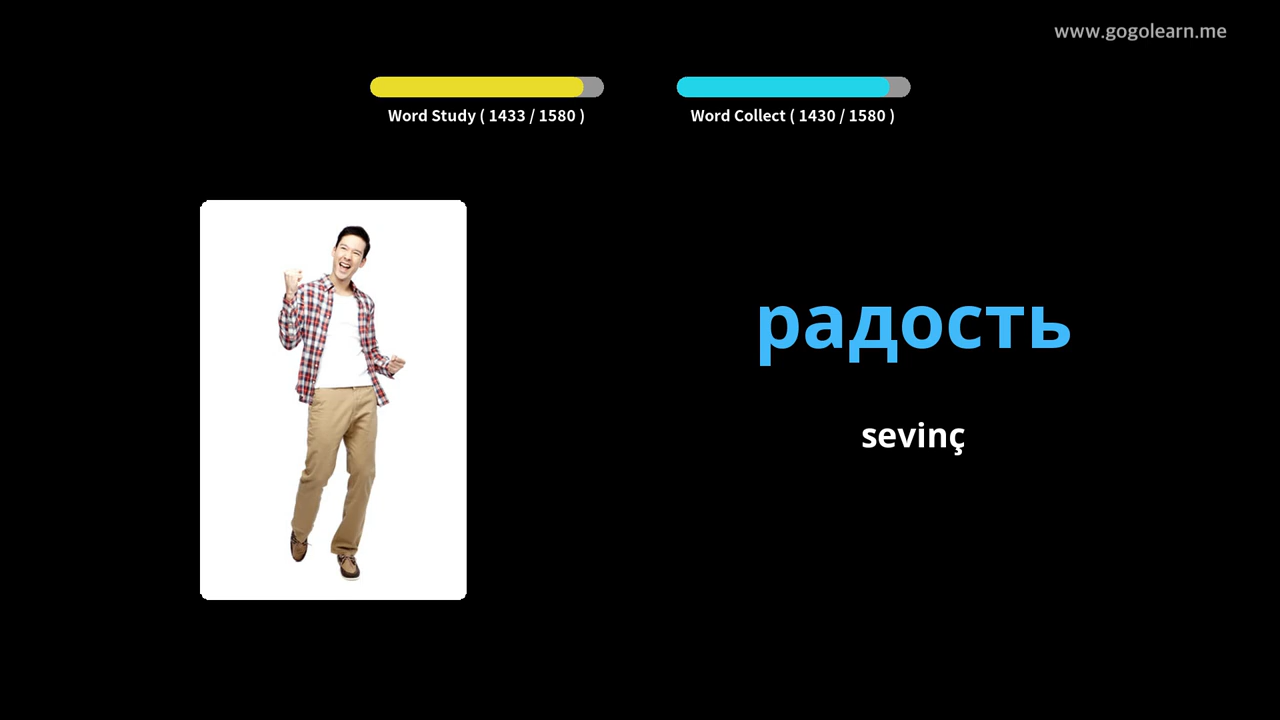 www.gogolearn.me
Word Study ( 1433 / 1580 )
Word Collect ( 1430 / 1580 )
радость
sevinç